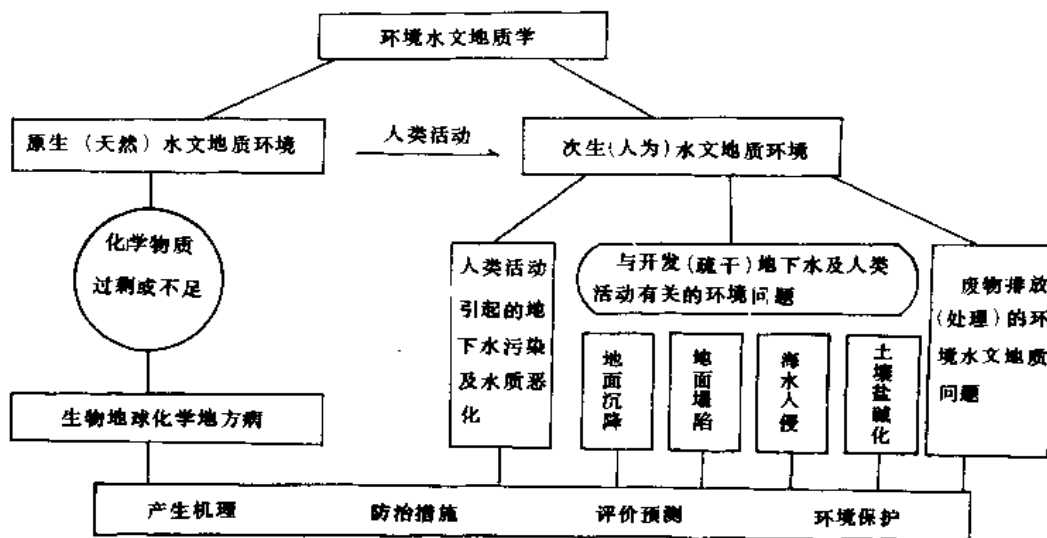 环境水文地质学
原生（天然）水文地质环境
人类活动
次生（人为）水文地质环境
化学物质
过剩或不足
人类活动
引起的地
下水污染
及水质恶
化
与开发（疏干）地下水及人类
活动有关的环境问题
地面沉降
地面塌陷
海水入侵
土壤盐碱化
废物排放
（处理）的环
境水文地质
问题
生物地球化学地方病
产生机理 防治措施 评价预测 环境保护